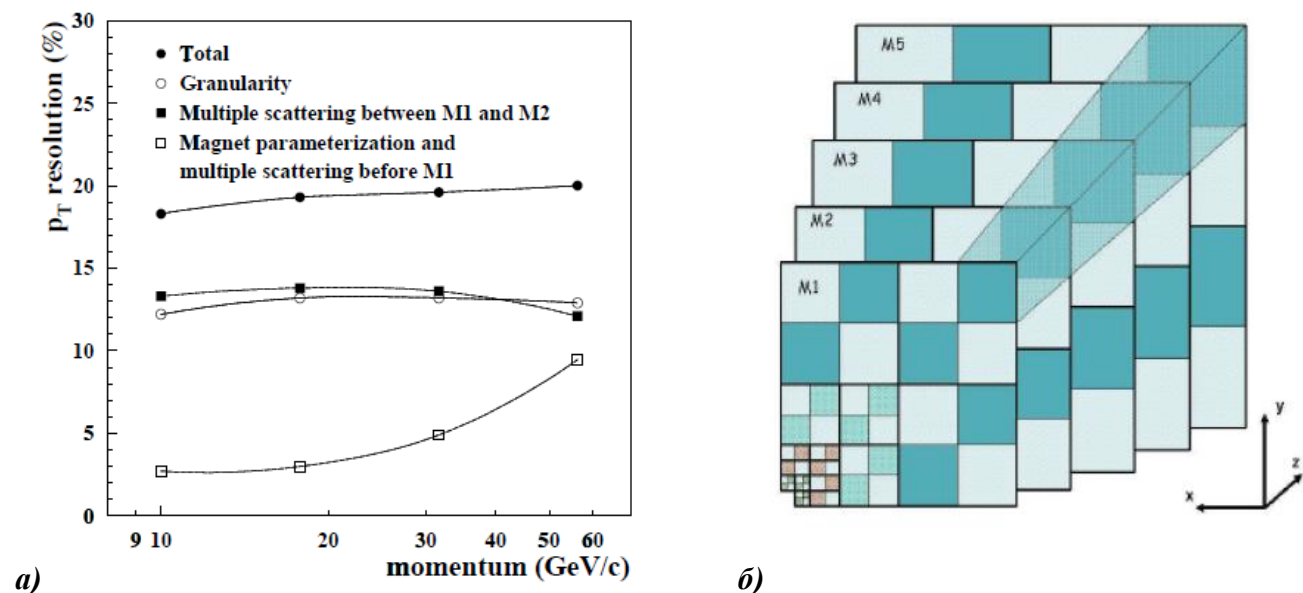 30
25
20
15
10
5
0
p_T resolution (%)
Total
Granularity
Multiple scattering between M1 and M2
Magnet parameterization and
multiple scattering before M1
9 10 20 30 40 50 60
momentum (GeV/c)
а)
M5
M4
M3
M2
M1
y
z
x
б)